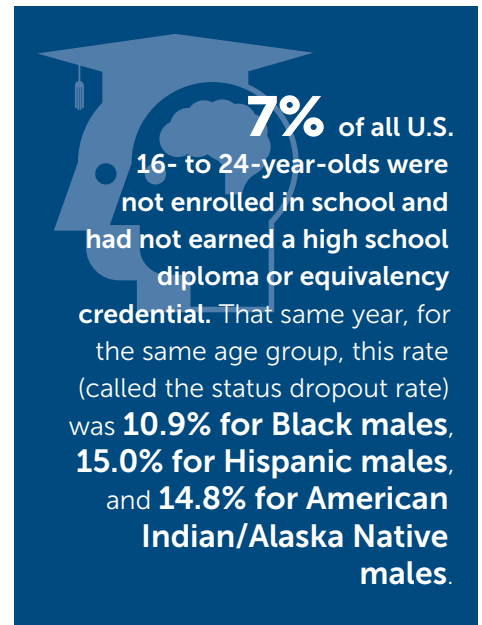 7% of all U.S.
16- to 24-year-olds were
not enrolled in school and
had not earned a high school
diploma or equivalency
credential. That same year, for
the same age group, this rate
(called the status dropout rate)
was 10.9% for Black males,
15.0% for Hispanic males,
and 14.8% for American
Indian/Alaska Native
males.